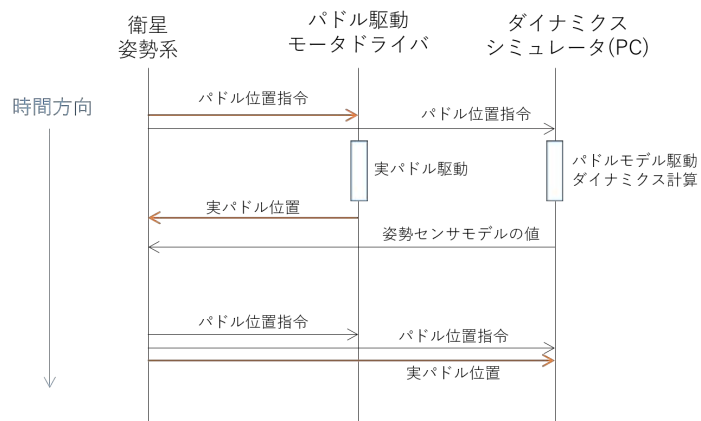 衛星
姿勢系
パドル駆動
モータドライバ
ダイナミクス
シミュレータ(PC)
時間方向
パドル位置指令
パドル位置指令
実パドル駆動
パドルモデル駆動
ダイナミクス計算
実パドル位置
姿勢センサモデルの値
パドル位置指令
パドル位置指令
実パドル位置